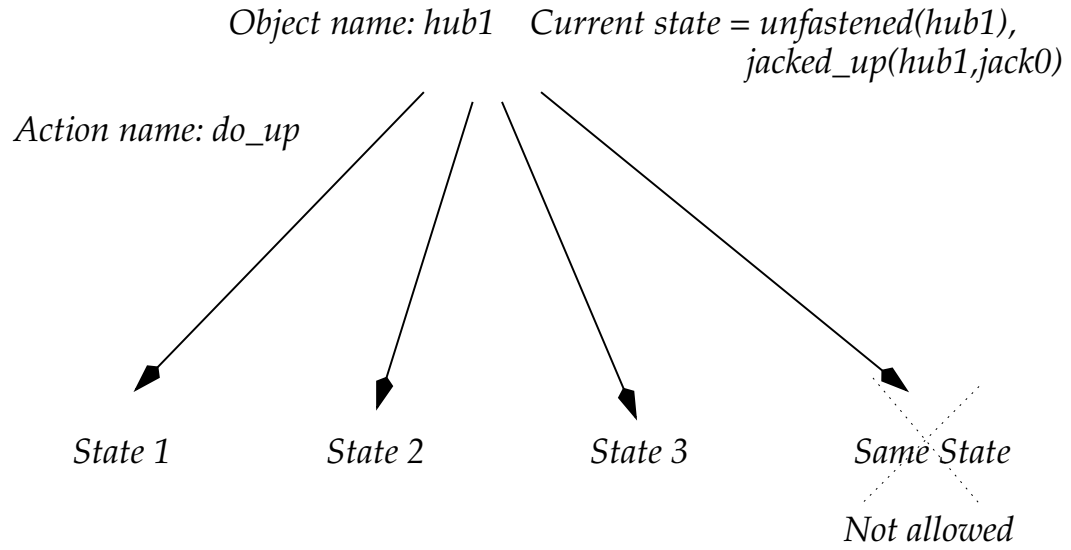 Object name: hub1 Current state = unfastened(hub1),
jacked_up(hub1,jack0)
Action name: do_up
State 1 State 2 State 3 Same State
Not allowed